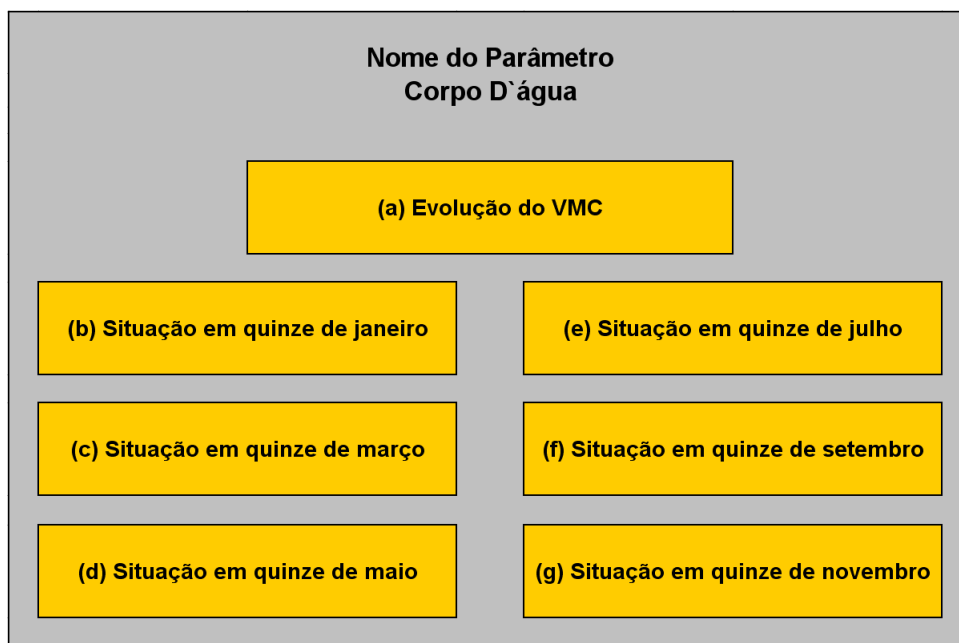 Nome do Parâmetro
Corpo D`água
(a) Evolução do VMC
(b) Situação em quinze de janeiro
(e) Situação em quinze de julho
(c) Situação em quinze de março
(f) Situação em quinze de setembro
(d) Situação em quinze de maio
(g) Situação em quinze de novembro